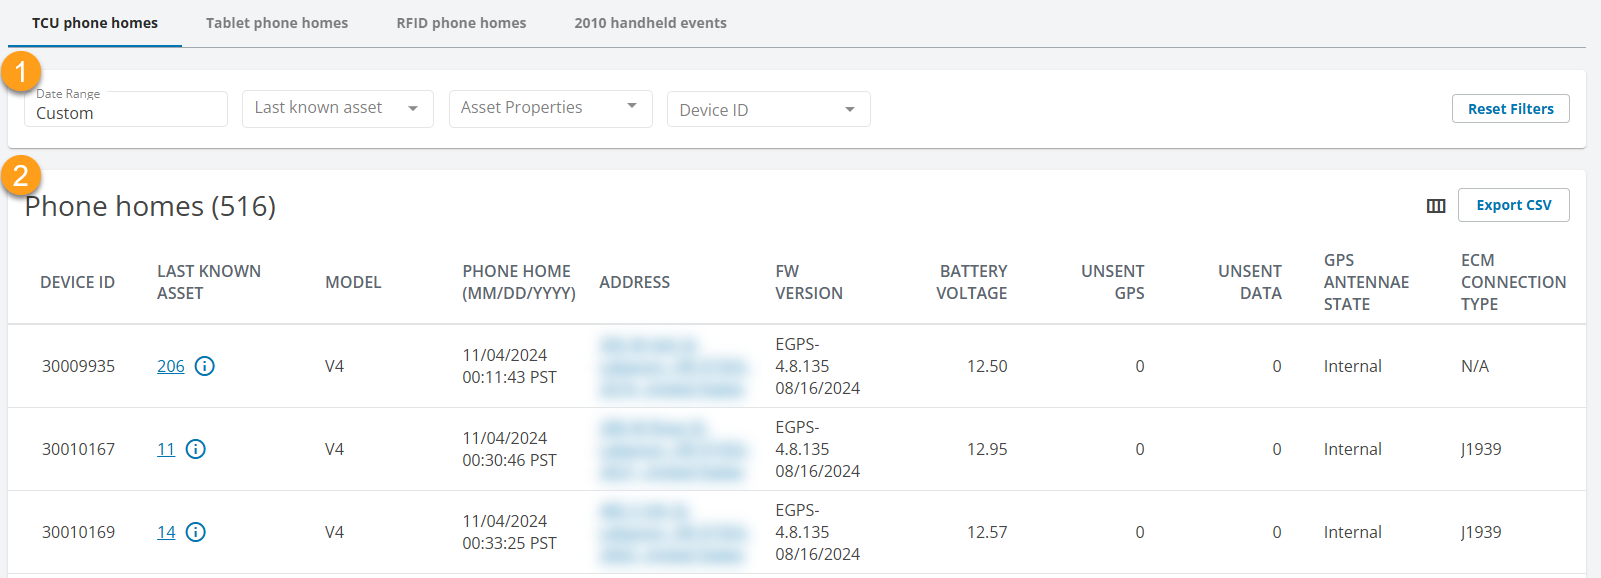 TCU phone homes Tablet phone homes RFID phone homes 2010 handheld events
1
Date Range
Custom Last known asset Asset Properties Device ID Reset Filters
2
Phone homes (516) Export CSV
DEVICE ID LAST KNOWN ASSET MODEL PHONE HOME (MM/DD/YYYY) ADDRESS FW VERSION BATTERY VOLTAGE UNSENT GPS UNSENT DATA GPS ANTENNAE STATE ECM CONNECTION TYPE
30009935 206 V4 11/04/2024 00:11:43 PST EGPS-4.8.135 08/16/2024 12.50 0 0 Internal N/A
30010167 11 V4 11/04/2024 00:30:46 PST EGPS-4.8.135 08/16/2024 12.95 0 0 Internal J1939
30010169 14 V4 11/04/2024 00:33:25 PST EGPS-4.8.135 08/16/2024 12.57 0 0 Internal J1939